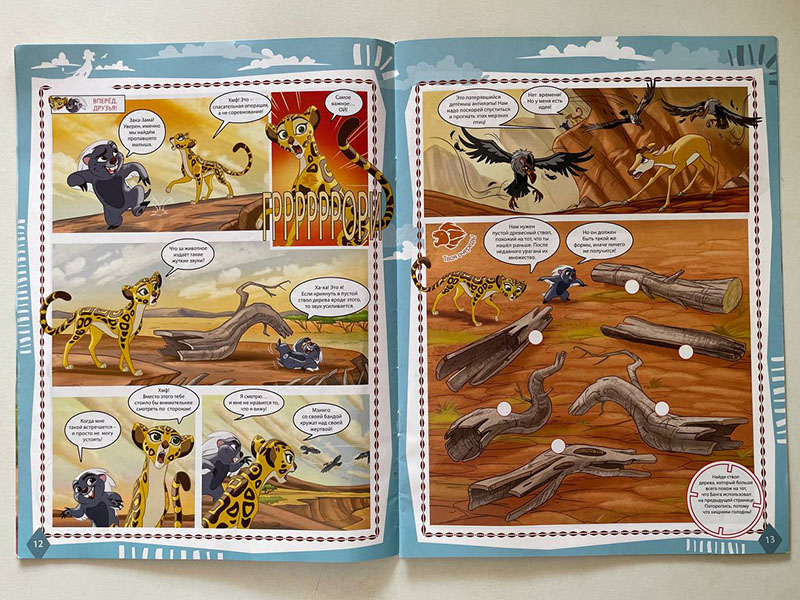 ВПЕРЁД,
ДРУЗЬЯ!
Зака-Зама!
Уверен, именно
мы найдём
пропавшего
малыша.
Хиф! Это –
спасательная операция,
а не соревнования!
Самое
важное...
ОЙ!
ГРРРРРРОРИ
Что за животное
издаёт такие
жуткие звуки?
Ха-ха! Это я!
Если крикнуть в пустой
ствол дерева вроде этого,
то звук усиливается.
Когда мне
такой встречается –
я просто не могу
устоять!
Хиф!
Вместо этого тебе
стоило бы внимательнее
смотреть по сторонам!
Я смотрю...
и мне не нравится то,
что я вижу!
Мзинго
со своей бандой
кружат над своей
жертвой!
12
Это потерявшийся
детёныш антилопы! Нам
надо поскорей спуститься
и прогнать этих мерзких
птиц!
Нет времени!
Но у меня есть
идея!
Твоя очередь!
Нам нужен
пустой древесный ствол,
похожий на тот, что ты
нашёл раньше. После
недавнего урагана их
множество.
Но он должен
быть такой же
формы, иначе ничего
не получится!
Найди ствол
дерева, который больше
всего похож на тот,
что Банга использовал
на предыдущей странице.
Поторопись, потому
что хищники голодны!
13